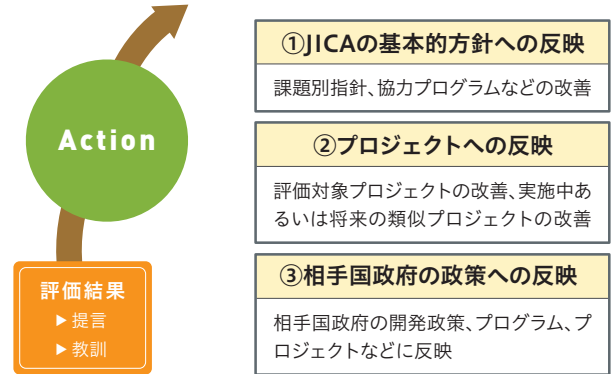 Action
評価結果
▶提言
▶教訓
①JICAの基本的方針への反映
課題別指針、協力プログラムなどの改善
②プロジェクトへの反映
評価対象プロジェクトの改善、実施中あ
るいは将来の類似プロジェクトの改善
③相手国政府の政策への反映
相手国政府の開発政策、プログラム、プ
ロジェクトなどに反映